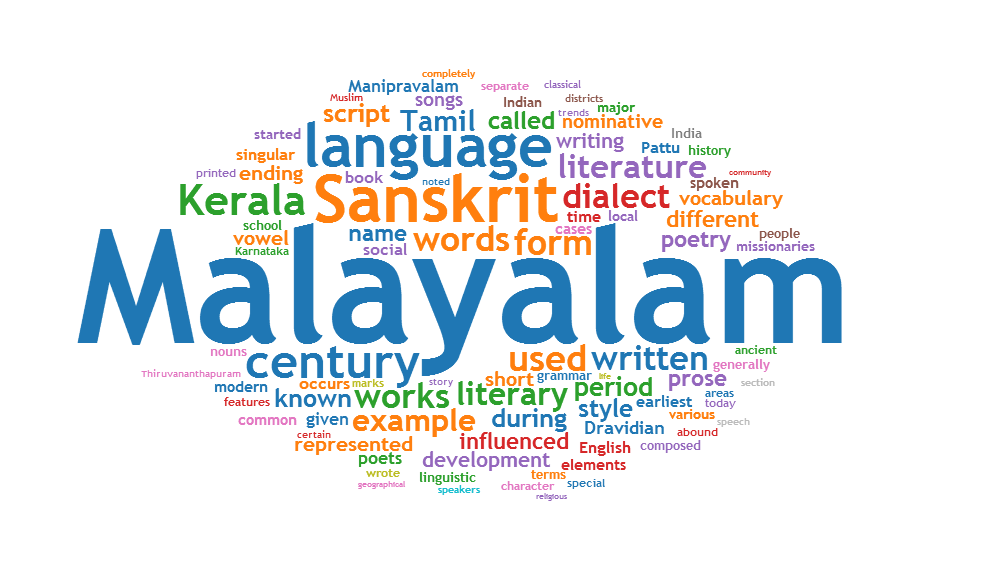 completely
Manipravalam separate classical
Muslim songs Indian districts
script Tamil called trends major
nominative
started language writing India
Pattu history
singular literature
printed ending book noted spoken community
Kerala Sanskrit dialect vocabulary
time local different
school name words form cases people
vowel poetry
Karnataka social missionaries
Malayalam
nouns century used written ancient
generally
Thiruvananthapuram occurs marks story short grammar life period prose section
modern known works literary areas
features style earliest today
common given example during various speech
Dravidian
certain represented influenced English composed abound
poets development elements
wrote linguistic terms
geographical speakers character special
religious